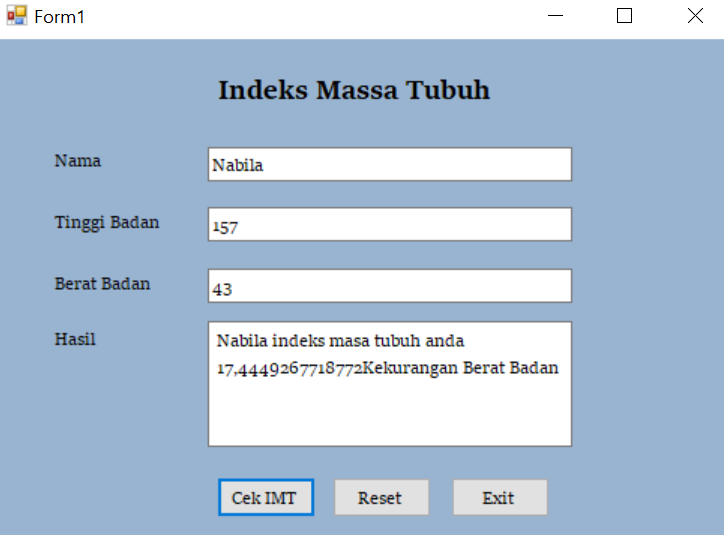 Form1
Indeks Massa Tubuh
Nama
Nabila
Tinggi Badan
157
Berat Badan
43
Hasil
Nabila indeks masa tubuh anda
17,4449267718772Kekurangan Berat Badan
Cek IMT
Reset
Exit